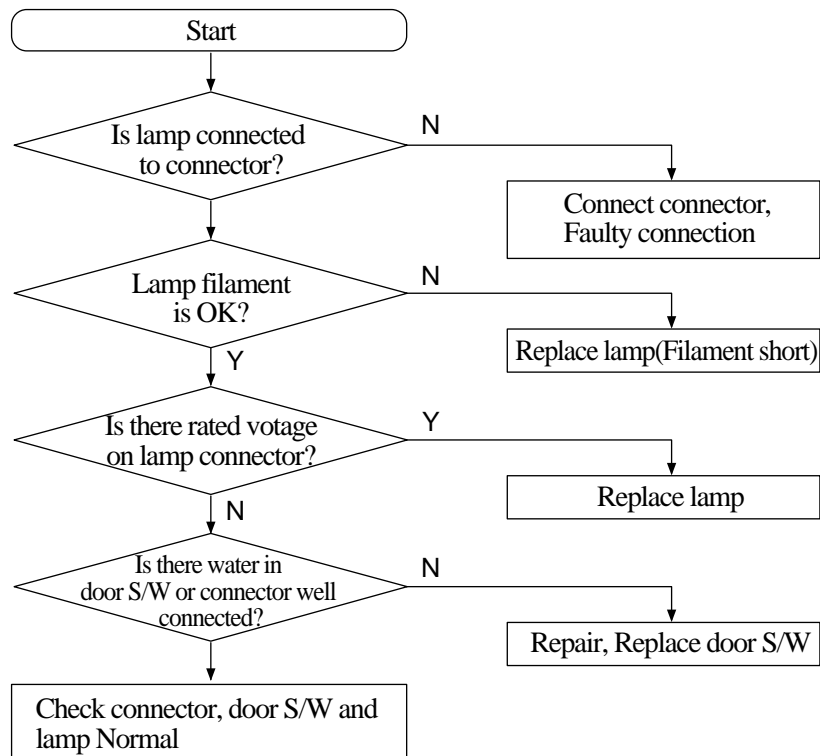 Start
Is lamp connected
to connector?
N
Connect connector,
Faulty connection
Lamp filament
is OK?
N
Replace lamp(Filament short)
Y
Is there rated votage
on lamp connector?
Y
Replace lamp
N
Is there water in
door S/W or connector well
connected?
N
Repair, Replace door S/W
Check connector, door S/W and
lamp Normal